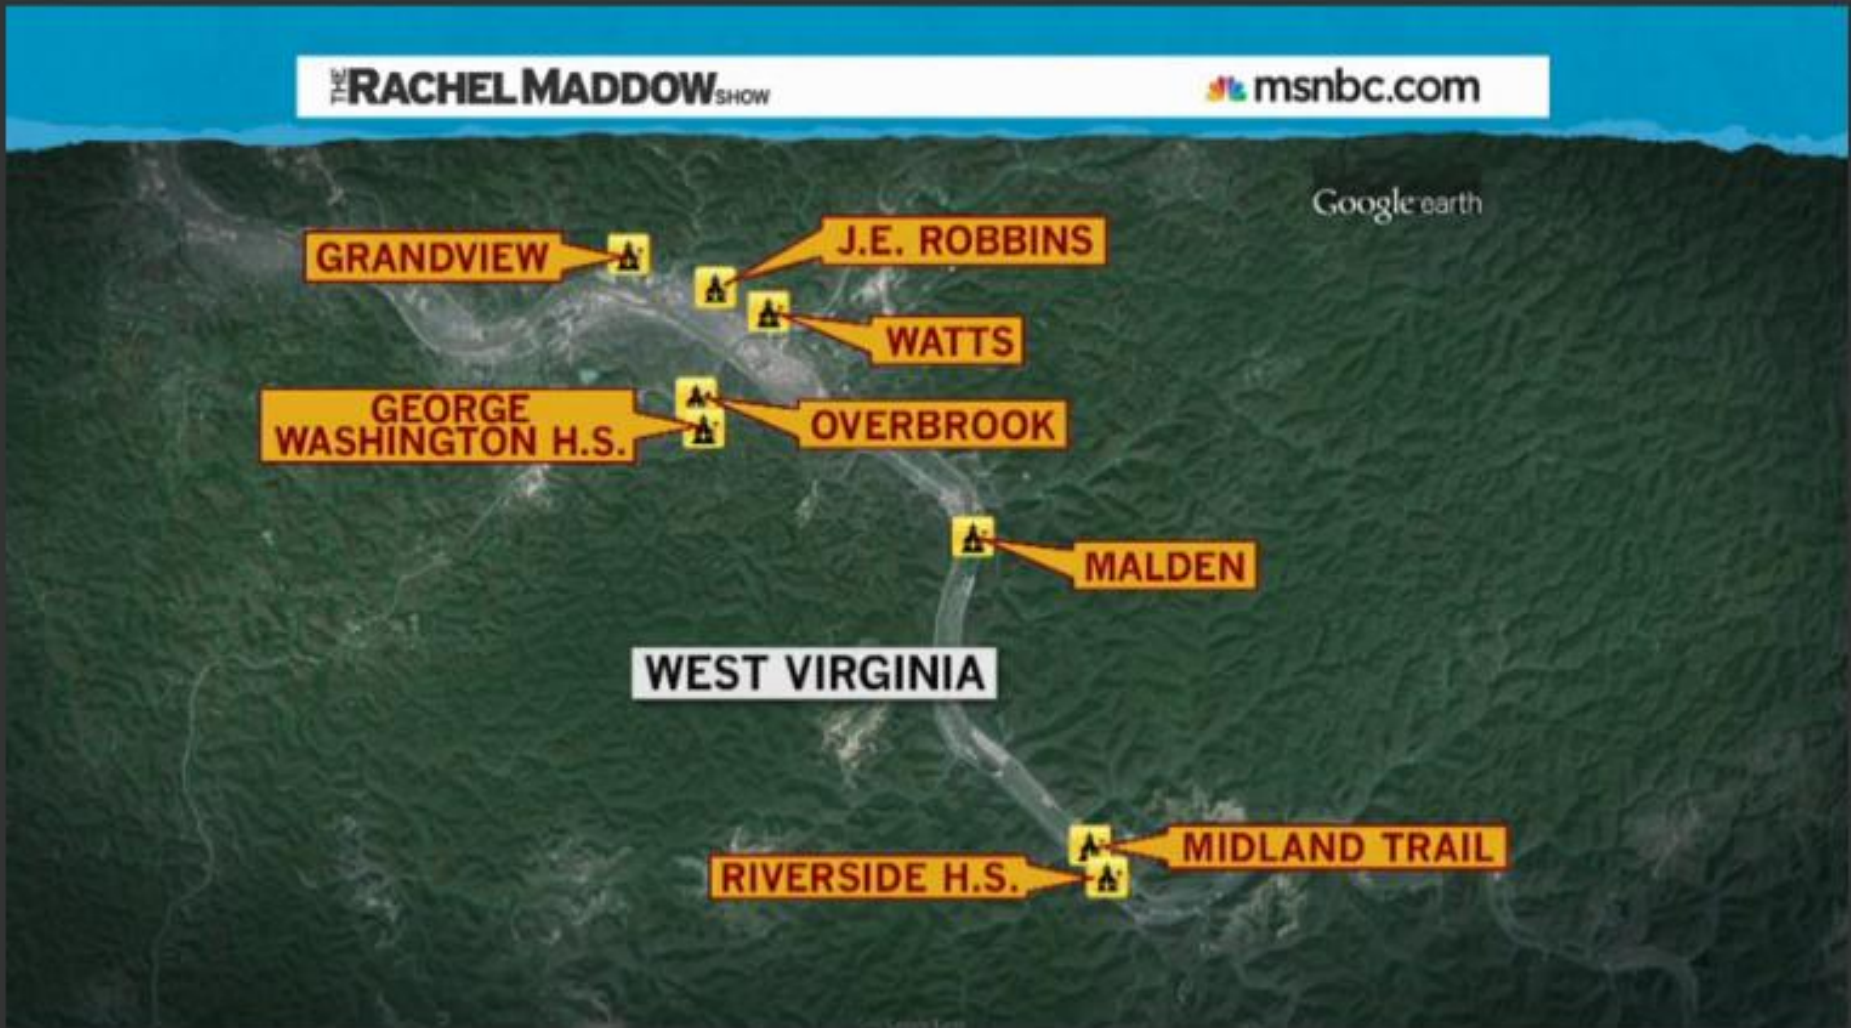 THE RACHEL MADDOW SHOW
msnbc.com
Google earth
GRANDVIEW
J.E. ROBBINS
WATTS
GEORGE
WASHINGTON H.S.
OVERBROOK
MALDEN
WEST VIRGINIA
MIDLAND TRAIL
RIVERSIDE H.S.